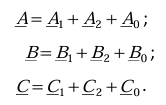 A = A₁ + A₂ + A₀ ;
B = B₁ + B₂ + B₀ ;
C = C₁ + C₂ + C₀ .